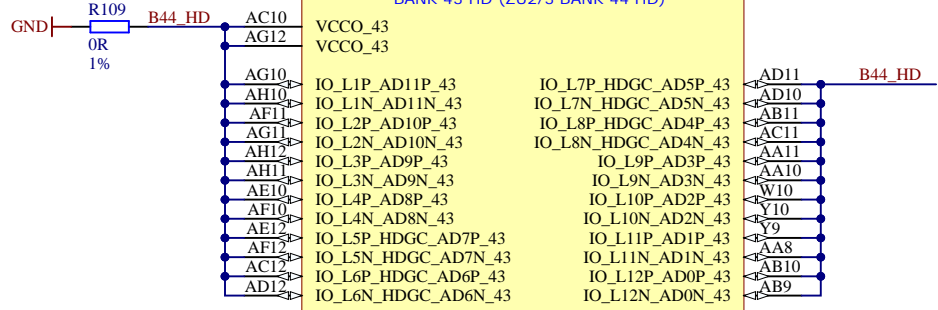 BANK 43 HD (ZU2/3 BANK 44 HD)
GND R109 B44_HD
0R
1%
AC10 VCCO_43
AG12 VCCO_43
AG10 IO_L1P_AD11P_43 IO_L7P_HDGC_AD5P_43 AD11 B44_HD
AH10 IO_L1N_AD11N_43 IO_L7N_HDGC_AD5N_43 AD10
AF11 IO_L2P_AD10P_43 IO_L8P_HDGC_AD4P_43 AB11
AG11 IO_L2N_AD10N_43 IO_L8N_HDGC_AD4N_43 AC11
AH12 IO_L3P_AD9P_43 IO_L9P_AD3P_43 AA11
AH11 IO_L3N_AD9N_43 IO_L9N_AD3N_43 AA10
AE10 IO_L4P_AD8P_43 IO_L10P_AD2P_43 W10
AF10 IO_L4N_AD8N_43 IO_L10N_AD2N_43 Y10
AE12 IO_L5P_HDGC_AD7P_43 IO_L11P_AD1P_43 Y9
AF12 IO_L5N_HDGC_AD7N_43 IO_L11N_AD1N_43 AA8
AC12 IO_L6P_HDGC_AD6P_43 IO_L12P_AD0P_43 AB10
AD12 IO_L6N_HDGC_AD6N_43 IO_L12N_AD0N_43 AB9